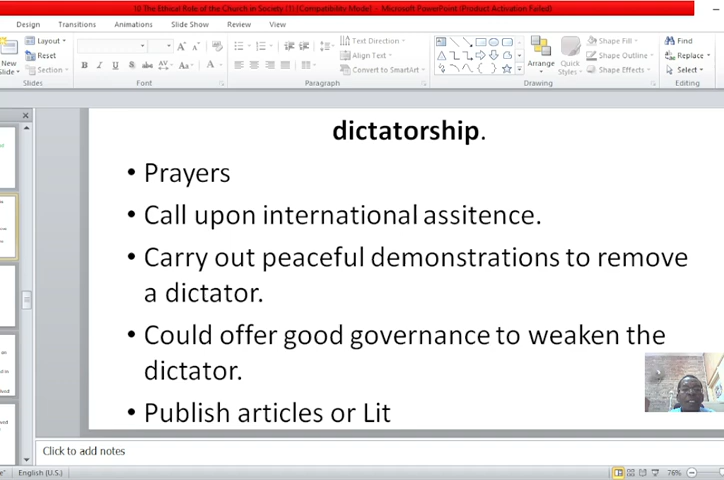 10 The Ethical Role of the Church in Society (1) [Compatibility Mode] - Microsoft PowerPoint (Product Activation Failed)
Design Transitions Animations Slide Show Review View
New Slide Layout Reset Section
B I U S abc AV Aa A
Text Direction Align Text Convert to SmartArt
Arrange Quick Styles Shape Fill Shape Outline Shape Effects
Find Replace Select
Slides Font Paragraph Drawing Editing
dictatorship.
• Prayers
• Call upon international assitence.
• Carry out peaceful demonstrations to remove
a dictator.
• Could offer good governance to weaken the
dictator.
• Publish articles or Lit
Click to add notes
English (U.S.) 76%